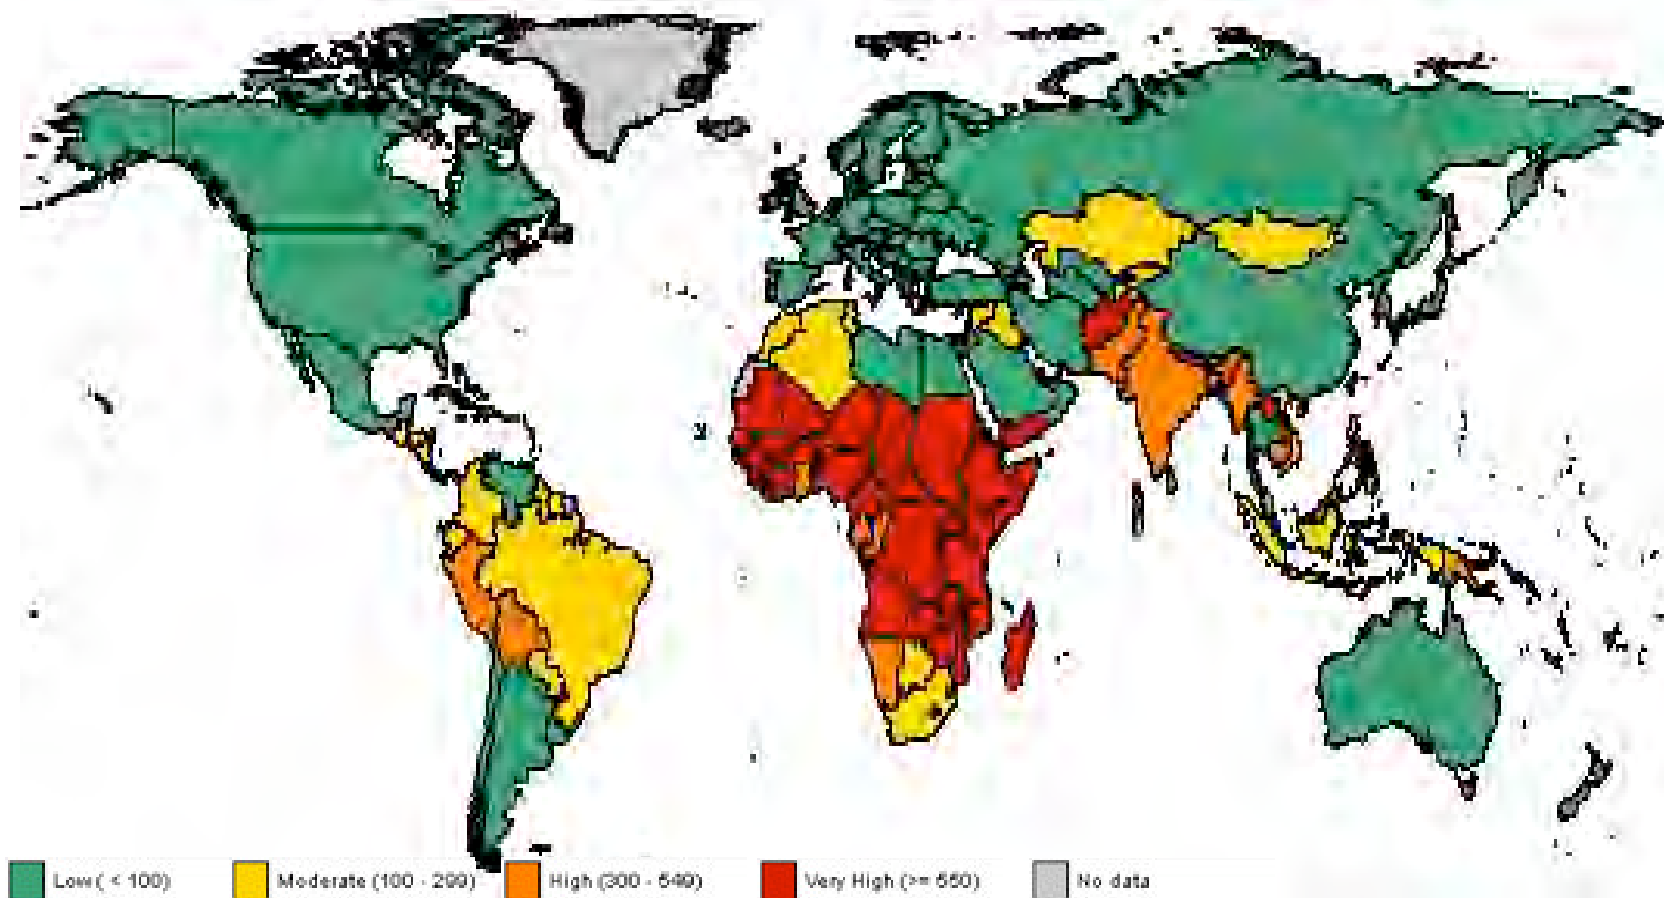 Low ( < 100)
Moderate (100 - 299)
High (300 - 549)
Very High (>= 550)
No data